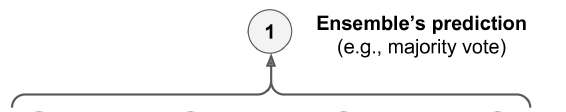 1
Ensemble's prediction
(e.g., majority vote)